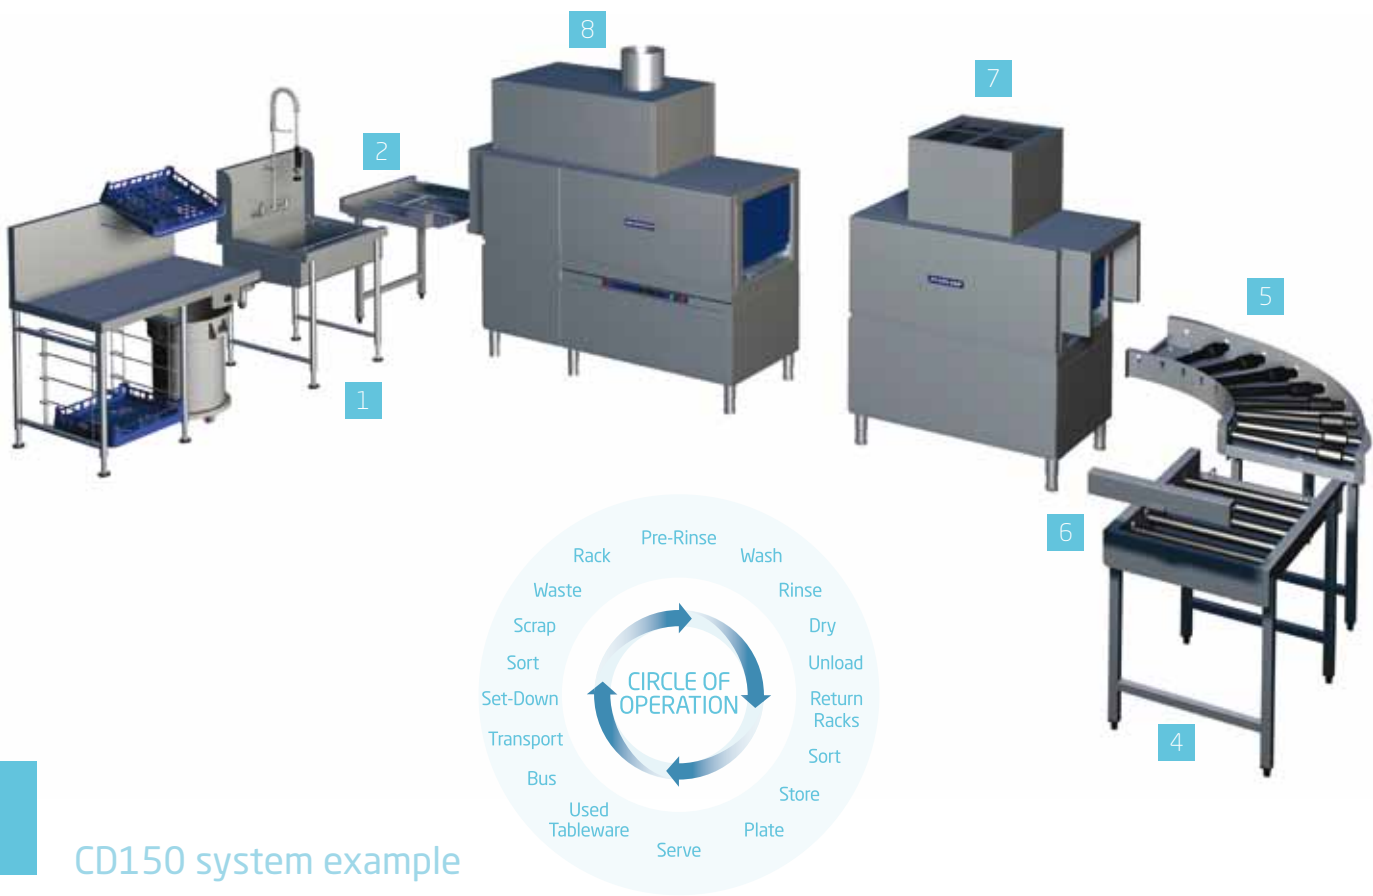 8
7
2
5
1
6
4
Pre-Rinse
Wash
Rinse
Dry
Unload
Return
Racks
Sort
Store
Plate
Serve
Used
Tableware
Bus
Transport
Set-Down
Sort
Scrap
Waste
Rack
CIRCLE OF
OPERATION
CD150 system example